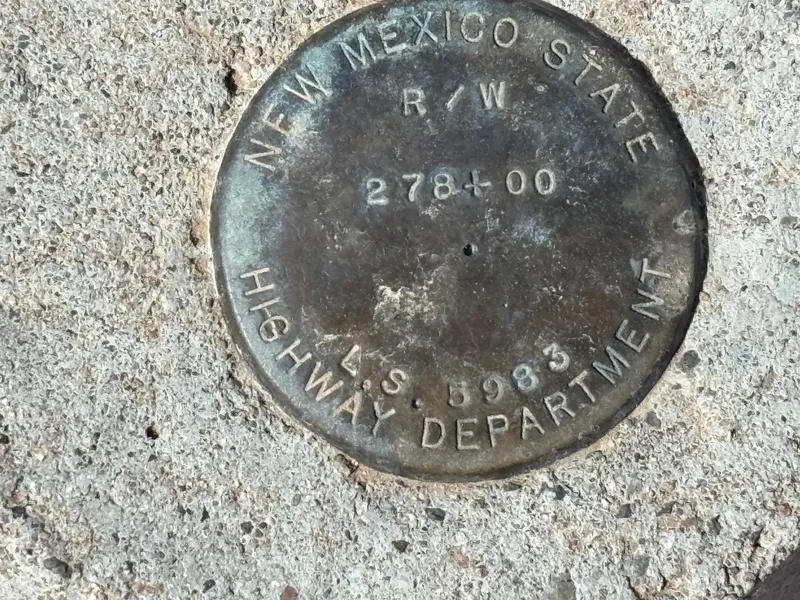 NEW MEXICO STATE
R/W
278+00
L.S. 5983
HIGHWAY DEPARTMENT